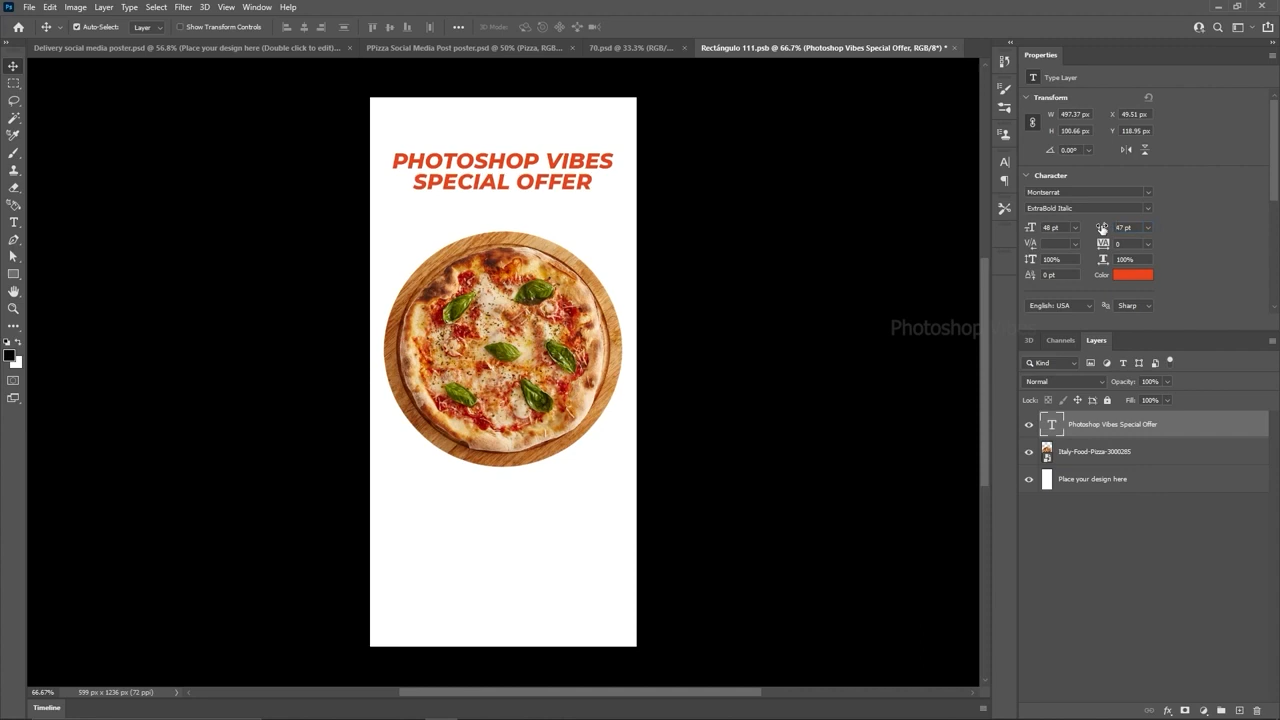 File Edit Image Layer Type Select Filter 3D View Window Help
Auto-Select: Layer Show Transform Controls 3D Mode:
Delivery social media poster.psd @ 56.8% (Place your design here (Double click to edit)... PPizza Social Media Post poster.psd @ 50% (Pizza, RGB... 70.psd @ 33.3% (RGB/... Rectángulo 111.psb @ 66.7% (Photoshop Vibes Special Offer, RGB/8*) *
Properties
Type Layer
Transform
W 497.37 px X 49.51 px
H 100.66 px Y 118.95 px
0.00°
Character
Montserrat
ExtraBold Italic
48 pt 47 pt
0
100% 100%
0 pt Color
English: USA Sharp
PHOTOSHOP VIBES
SPECIAL OFFER
3D Channels Layers
Kind
Normal Opacity: 100%
Lock: Fill: 100%
Photoshop Vibes Special Offer
Italy-Food-Pizza-3000285
Place your design here
66.67% 599 px x 1236 px (72 ppi)
Timeline